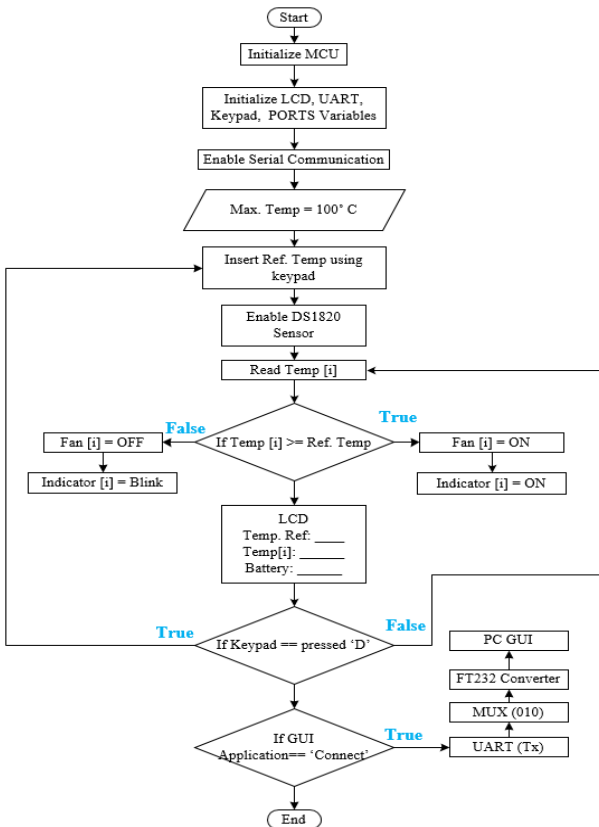 Start
Initialize MCU
Initialize LCD, UART,
Keypad, PORTS Variables
Enable Serial Communication
Max. Temp = 100° C
Insert Ref. Temp using
keypad
Enable DS1820
Sensor
Read Temp [i]
False
True
Fan [i] = OFF
If Temp [i] >= Ref. Temp
Fan [i] = ON
Indicator [i] = Blink
Indicator [i] = ON
LCD
Temp. Ref: ____
Temp[i]: ______
Battery: ______
True
False
If Keypad == pressed ‘D’
PC GUI
FT232 Converter
MUX (010)
UART (Tx)
True
If GUI
Application== ‘Connect’
End